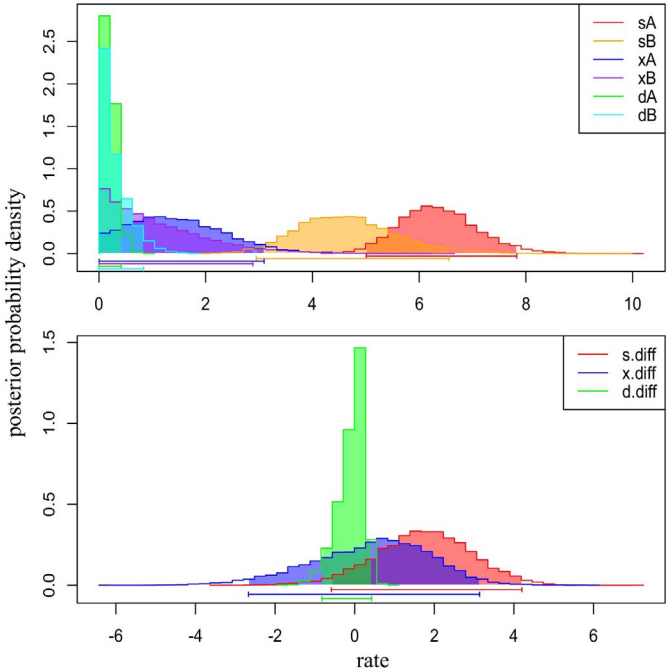 sA
sB
xA
xB
dA
dB
0.0 0.5 1.0 1.5 2.0 2.5
0 2 4 6 8 10
posterior probability density
s.diff
x.diff
d.diff
0.0 0.5 1.0 1.5
-6 -4 -2 0 2 4 6
rate